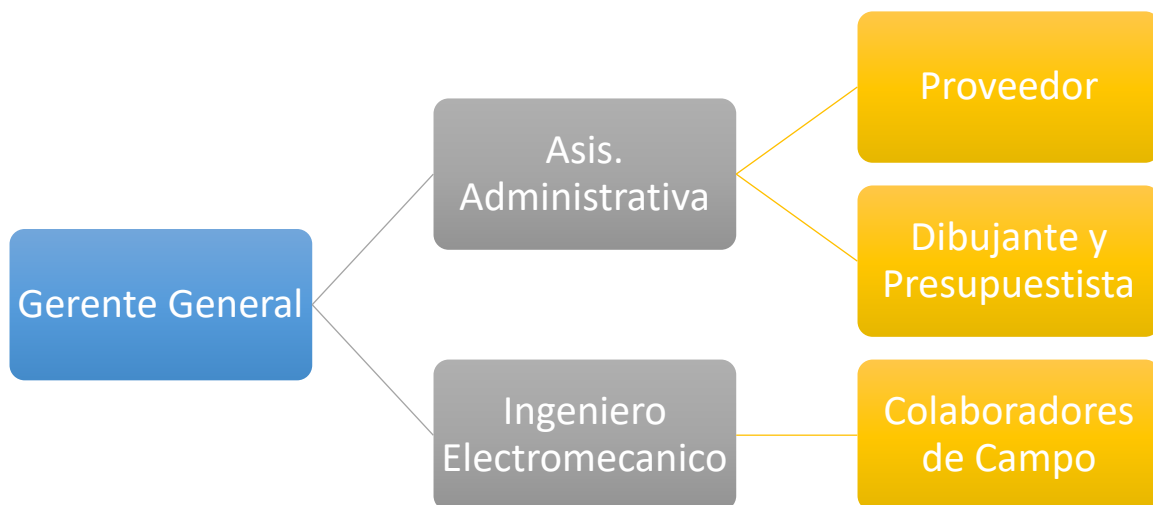 Gerente General
Asis.
Administrativa
Proveedor
Dibujante y
Presupuestista
Ingeniero
Electromecanico
Colaboradores
de Campo